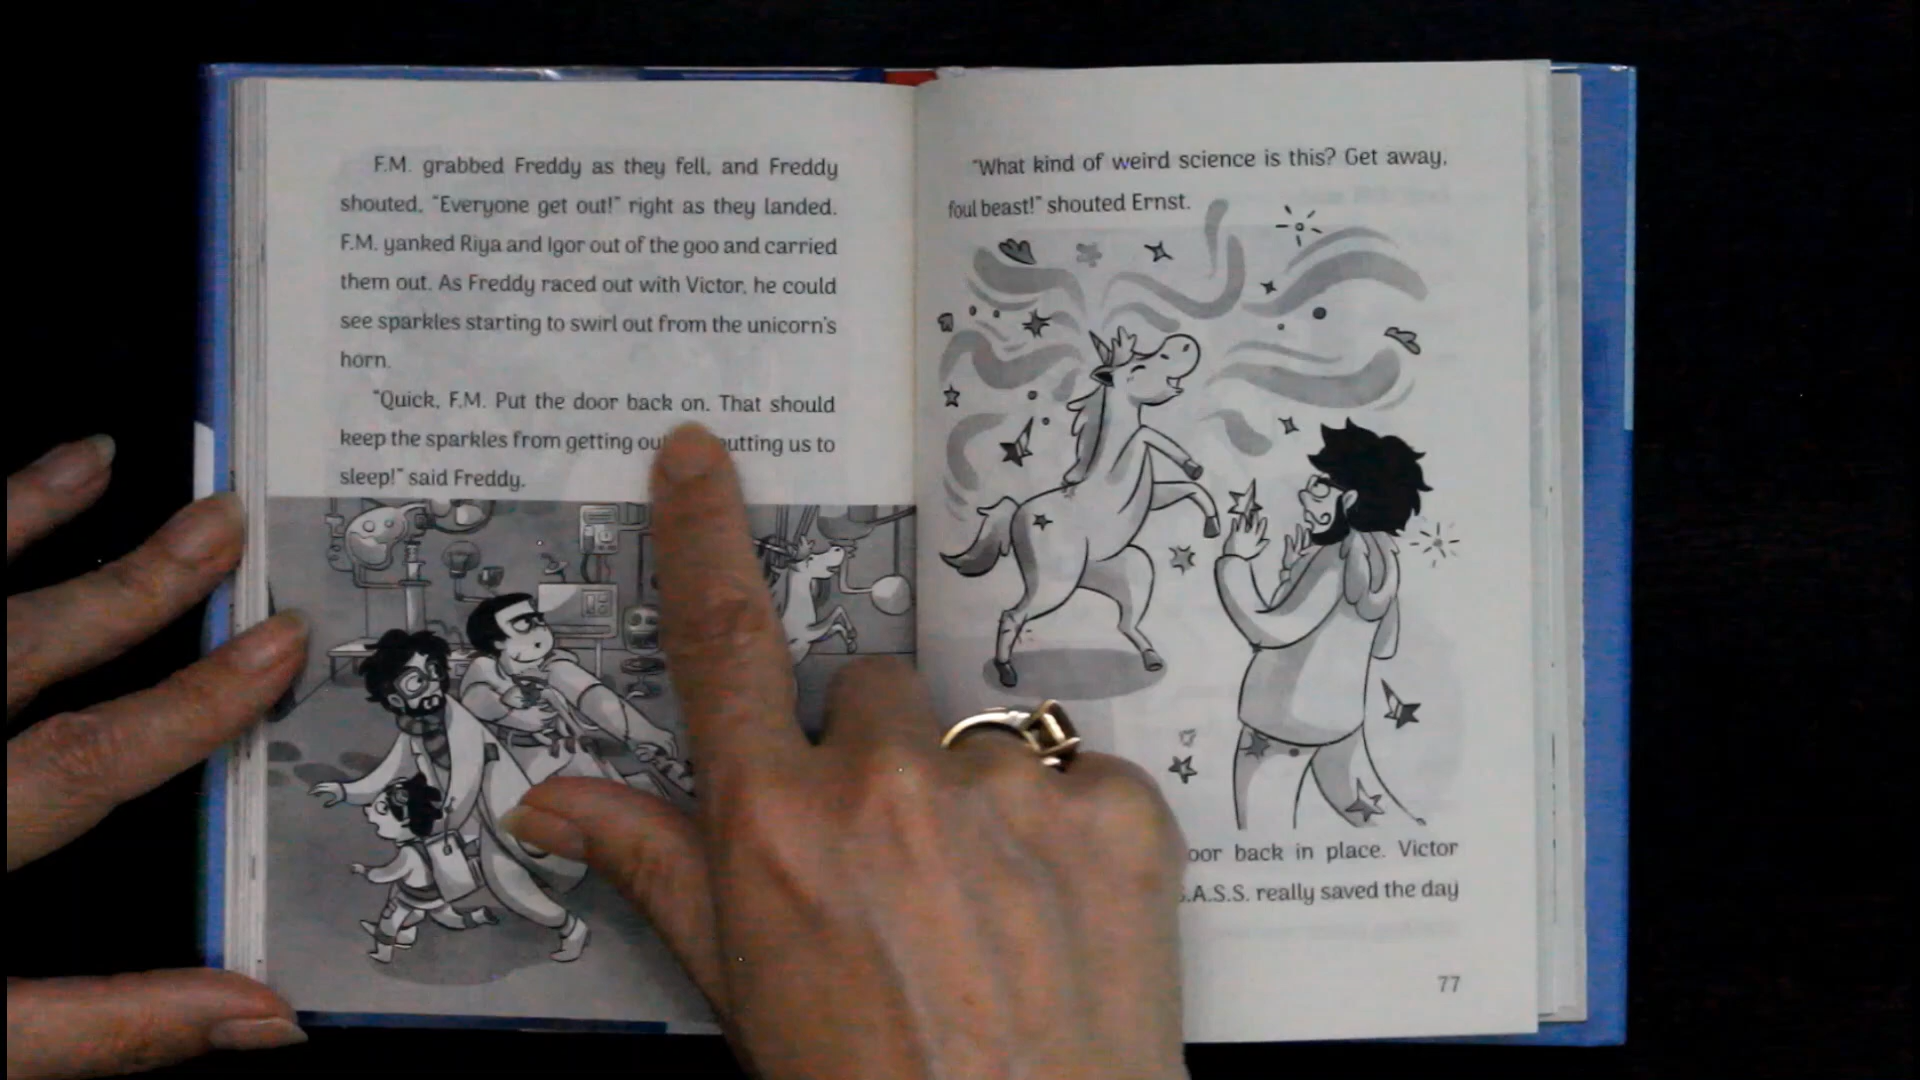 F.M. grabbed Freddy as they fell, and Freddy
shouted, "Everyone get out!" right as they landed.
F.M. yanked Riya and Igor out of the goo and carried
them out. As Freddy raced out with Victor, he could
see sparkles starting to swirl out from the unicorn's
horn.
"Quick, F.M. Put the door back on. That should
keep the sparkles from getting us to
sleep!" said Freddy.
"What kind of weird science is this? Get away,
foul beast!" shouted Ernst.
back in place. Victor
really saved the day
77